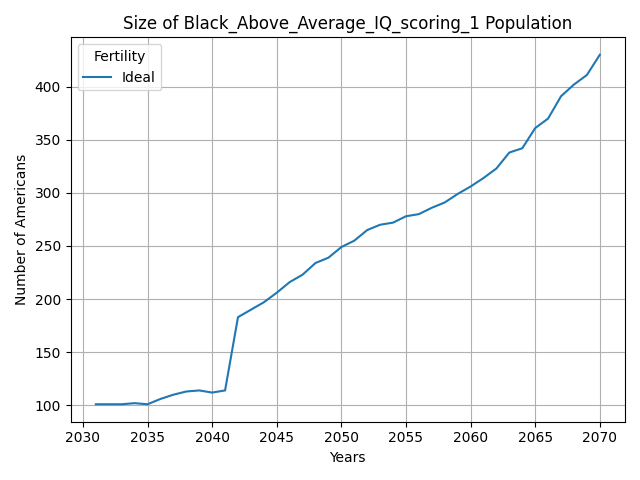 Size of Black_Above_Average_IQ_scoring_1 Population
Fertility
Ideal
Number of Americans
400
350
300
250
200
150
100
2030 2035 2040 2045 2050 2055 2060 2065 2070
Years